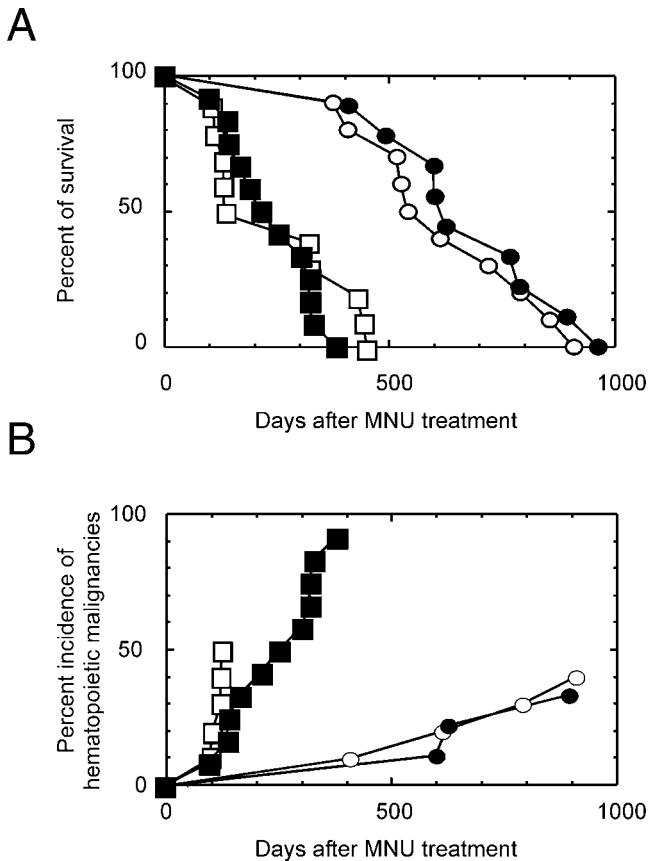 A
100
50
0
Percent of survival
0 500 1000
Days after MNU treatment
B
100
50
0
Percent incidence of
hematopoietic malignancies
0 500 1000
Days after MNU treatment